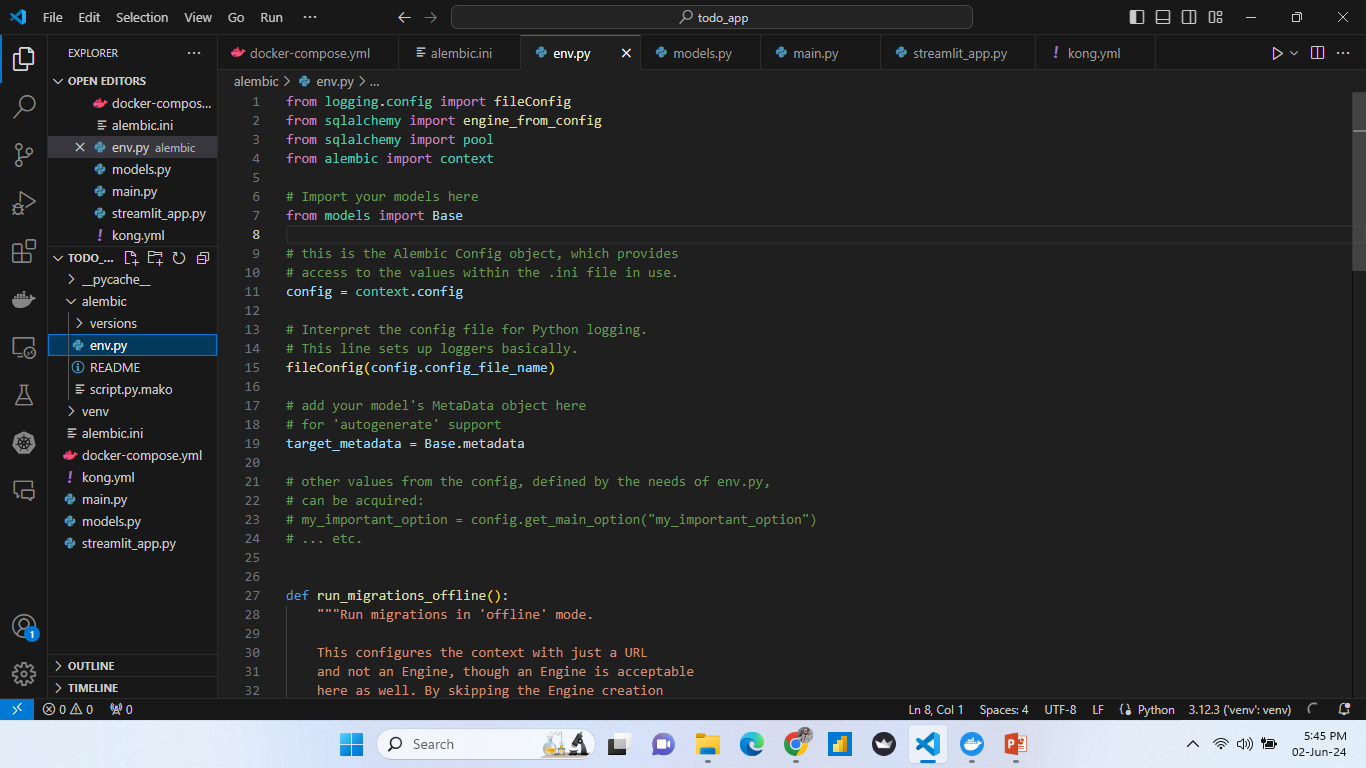 File Edit Selection View Go Run ··· todo_app
EXPLORER ···
OPEN EDITORS
docker-compos...
alembic.ini
env.py alembic
models.py
main.py
streamlit_app.py
kong.yml
TODO_...
__pycache__
alembic
versions
env.py
README
script.py.mako
venv
alembic.ini
docker-compose.yml
kong.yml
main.py
models.py
streamlit_app.py
OUTLINE
TIMELINE
docker-compose.yml alembic.ini env.py models.py main.py streamlit_app.py kong.yml
alembic > env.py > ...
1 from logging.config import fileConfig
2 from sqlalchemy import engine_from_config
3 from sqlalchemy import pool
4 from alembic import context
5
6 # Import your models here
7 from models import Base
8
9 # this is the Alembic Config object, which provides
10 # access to the values within the .ini file in use.
11 config = context.config
12
13 # Interpret the config file for Python logging.
14 # This line sets up loggers basically.
15 fileConfig(config.config_file_name)
16
17 # add your model's MetaData object here
18 # for 'autogenerate' support
19 target_metadata = Base.metadata
20
21 # other values from the config, defined by the needs of env.py,
22 # can be acquired:
23 # my_important_option = config.get_main_option("my_important_option")
24 # ... etc.
25
26
27 def run_migrations_offline():
28 """Run migrations in 'offline' mode.
29
30 This configures the context with just a URL
31 and not an Engine, though an Engine is acceptable
32 here as well. By skipping the Engine creation
1
0 0 0 Ln 8, Col 1 Spaces: 4 UTF-8 LF Python 3.12.3 ('venv': venv)
Search
5:45 PM
02-Jun-24